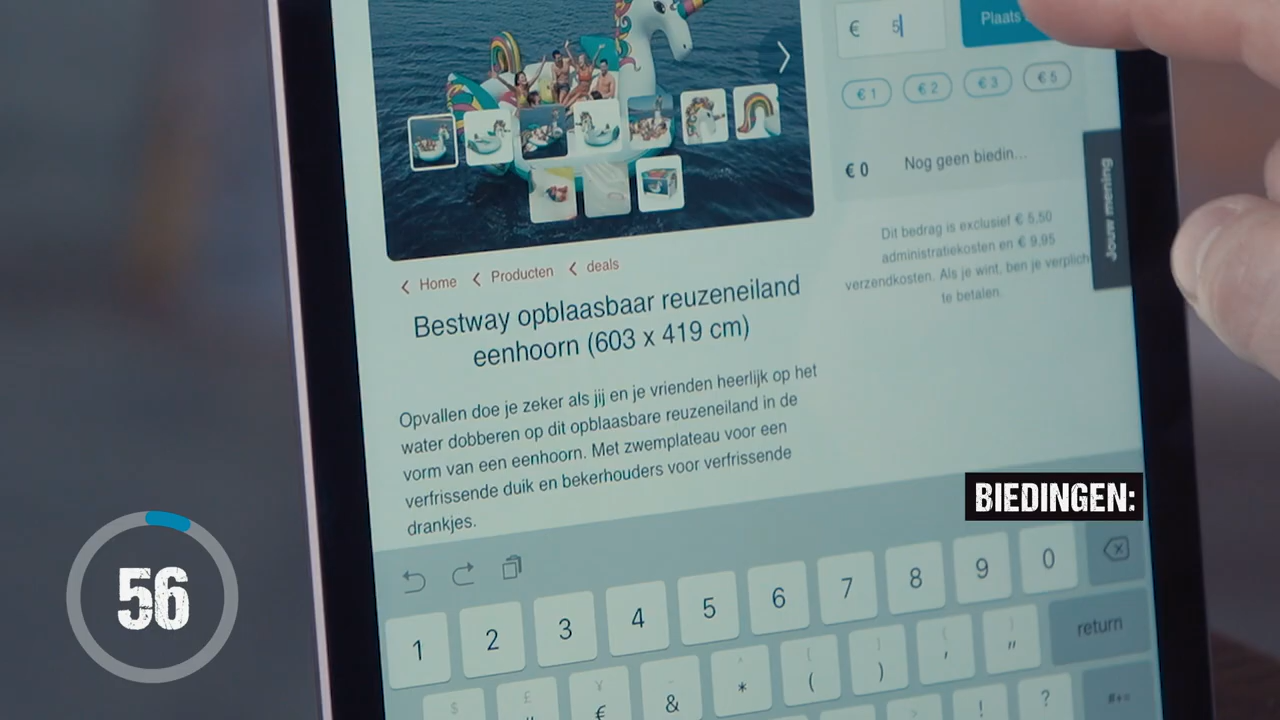 € 5
Plaats
€ 1
€ 2
€ 3
€ 5
€ 0 Nog geen biedin...
Dit bedrag is exclusief € 5,50
administratiekosten en € 9,95
verzendkosten. Als je wint, ben je verplich
te betalen.
Jouw mening
Home Producten deals
Bestway opblaasbaar reuzeneiland
eenhoorn (603 x 419 cm)
Opvallen doe je zeker als jij en je vrienden heerlijk op het
water dobberen op dit opblaasbare reuzeneiland in de
vorm van een eenhoorn. Met zwemplateau voor een
verfrissende duik en bekerhouders voor verfrissende
drankjes.
BIEDINGEN:
56
1 2 3 4 5 6 7 8 9 0
€ & * ( ) ' " return
! ? #+=